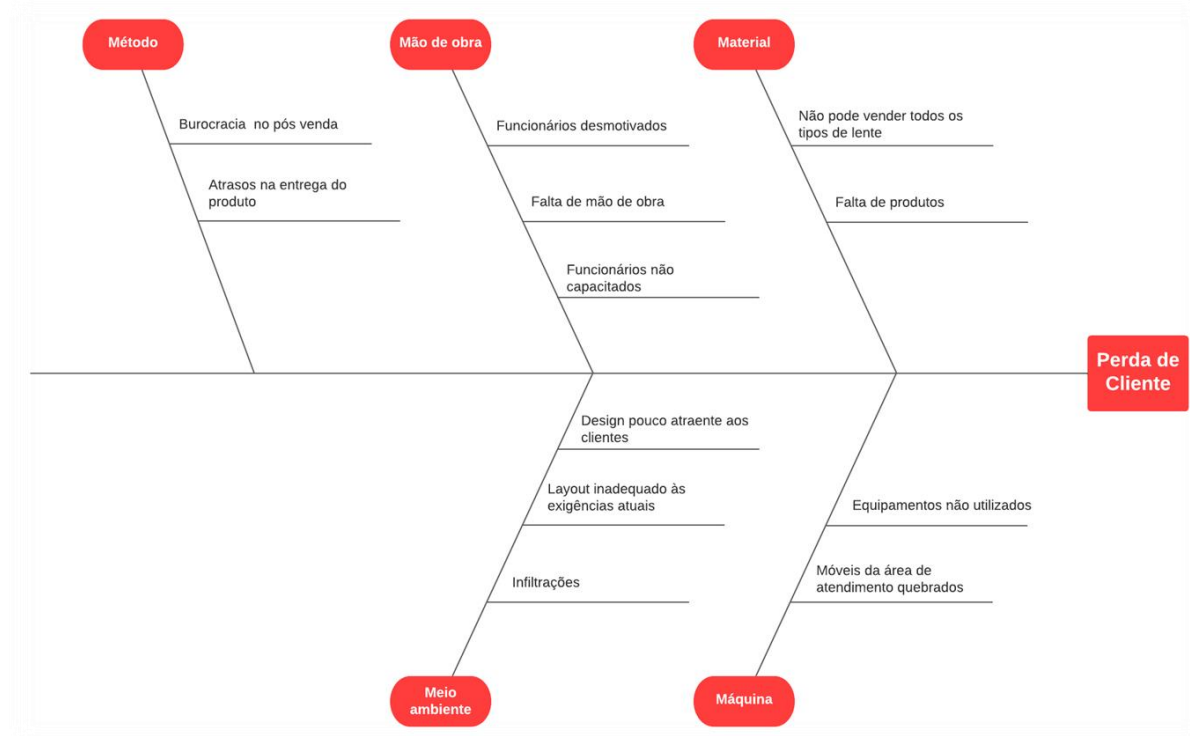 Método
Mão de obra
Material
Burocracia no pós venda
Atrasos na entrega do
produto
Funcionários desmotivados
Falta de mão de obra
Funcionários não
capacitados
Não pode vender todos os
tipos de lente
Falta de produtos
Perda de
Cliente
Design pouco atraente aos
clientes
Layout inadequado às
exigências atuais
Infiltrações
Equipamentos não utilizados
Móveis da área de
atendimento quebrados
Meio
ambiente
Máquina